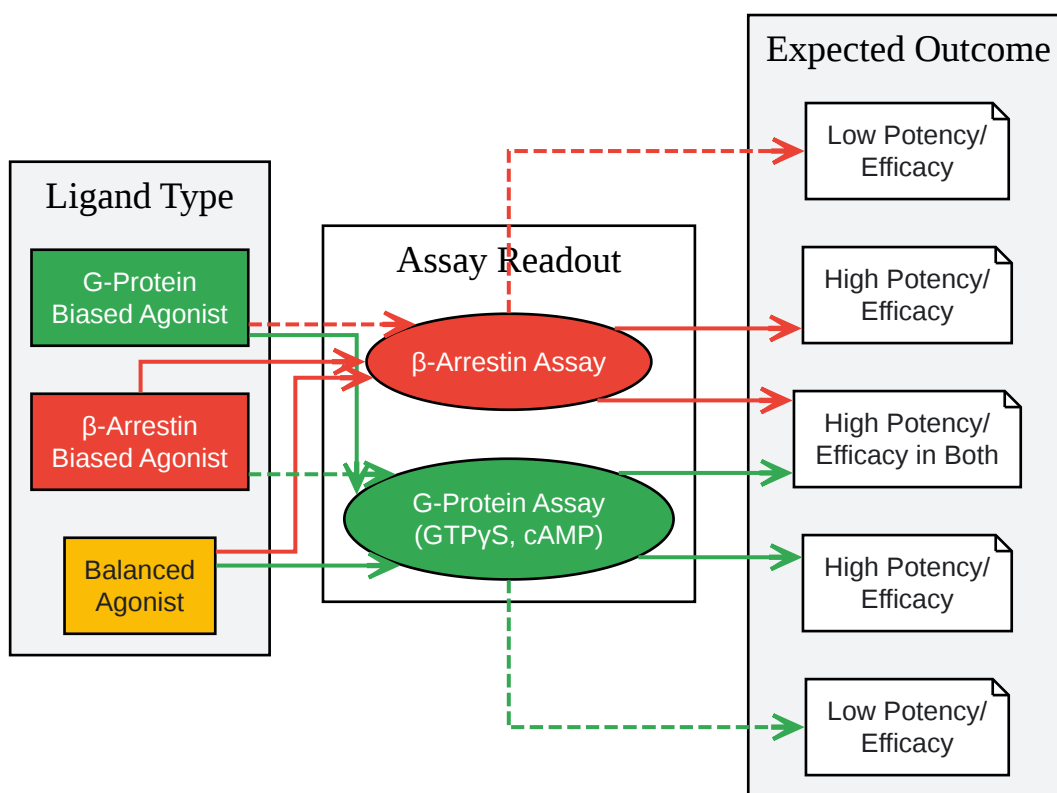 Ligand Type
G-Protein
Biased Agonist
β-Arrestin
Biased Agonist
Balanced
Agonist
Assay Readout
β-Arrestin Assay
G-Protein Assay
(GTPγS, cAMP)
Expected Outcome
Low Potency/
Efficacy
High Potency/
Efficacy
High Potency/
Efficacy in Both
High Potency/
Efficacy
Low Potency/
Efficacy